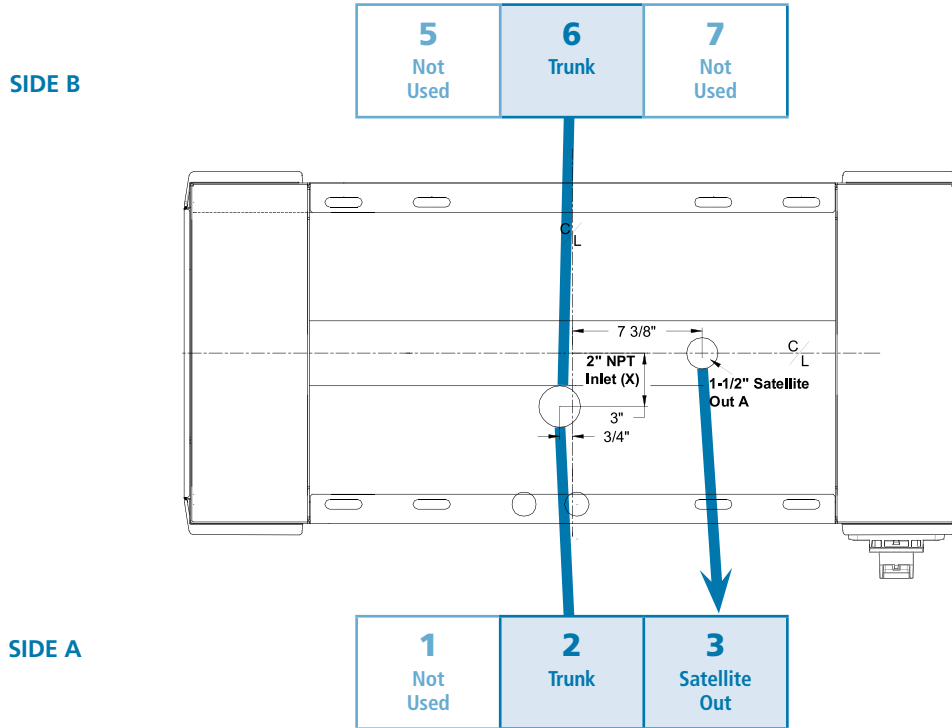 SIDE B
5
Not
Used
6
Trunk
7
Not
Used
C/L
7 3/8"
C/L
2" NPT
Inlet (X)
1-1/2" Satellite
Out A
3"
3/4"
SIDE A
1
Not
Used
2
Trunk
3
Satellite
Out